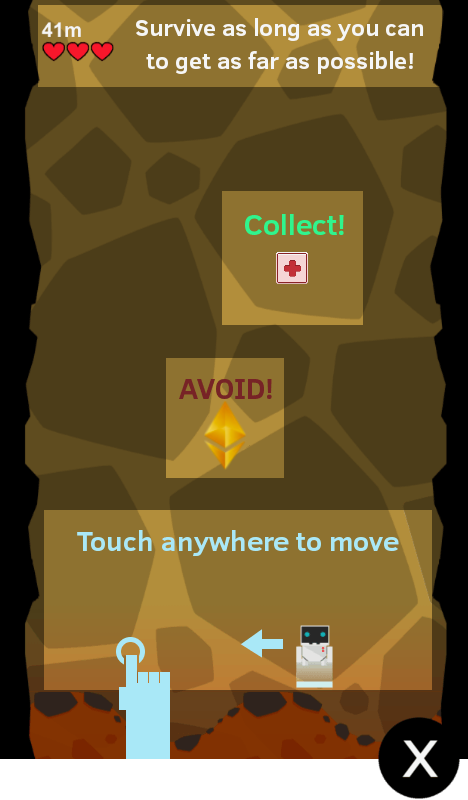 41m
Survive as long as you can
to get as far as possible!
Collect!
AVOID!
Touch anywhere to move
X